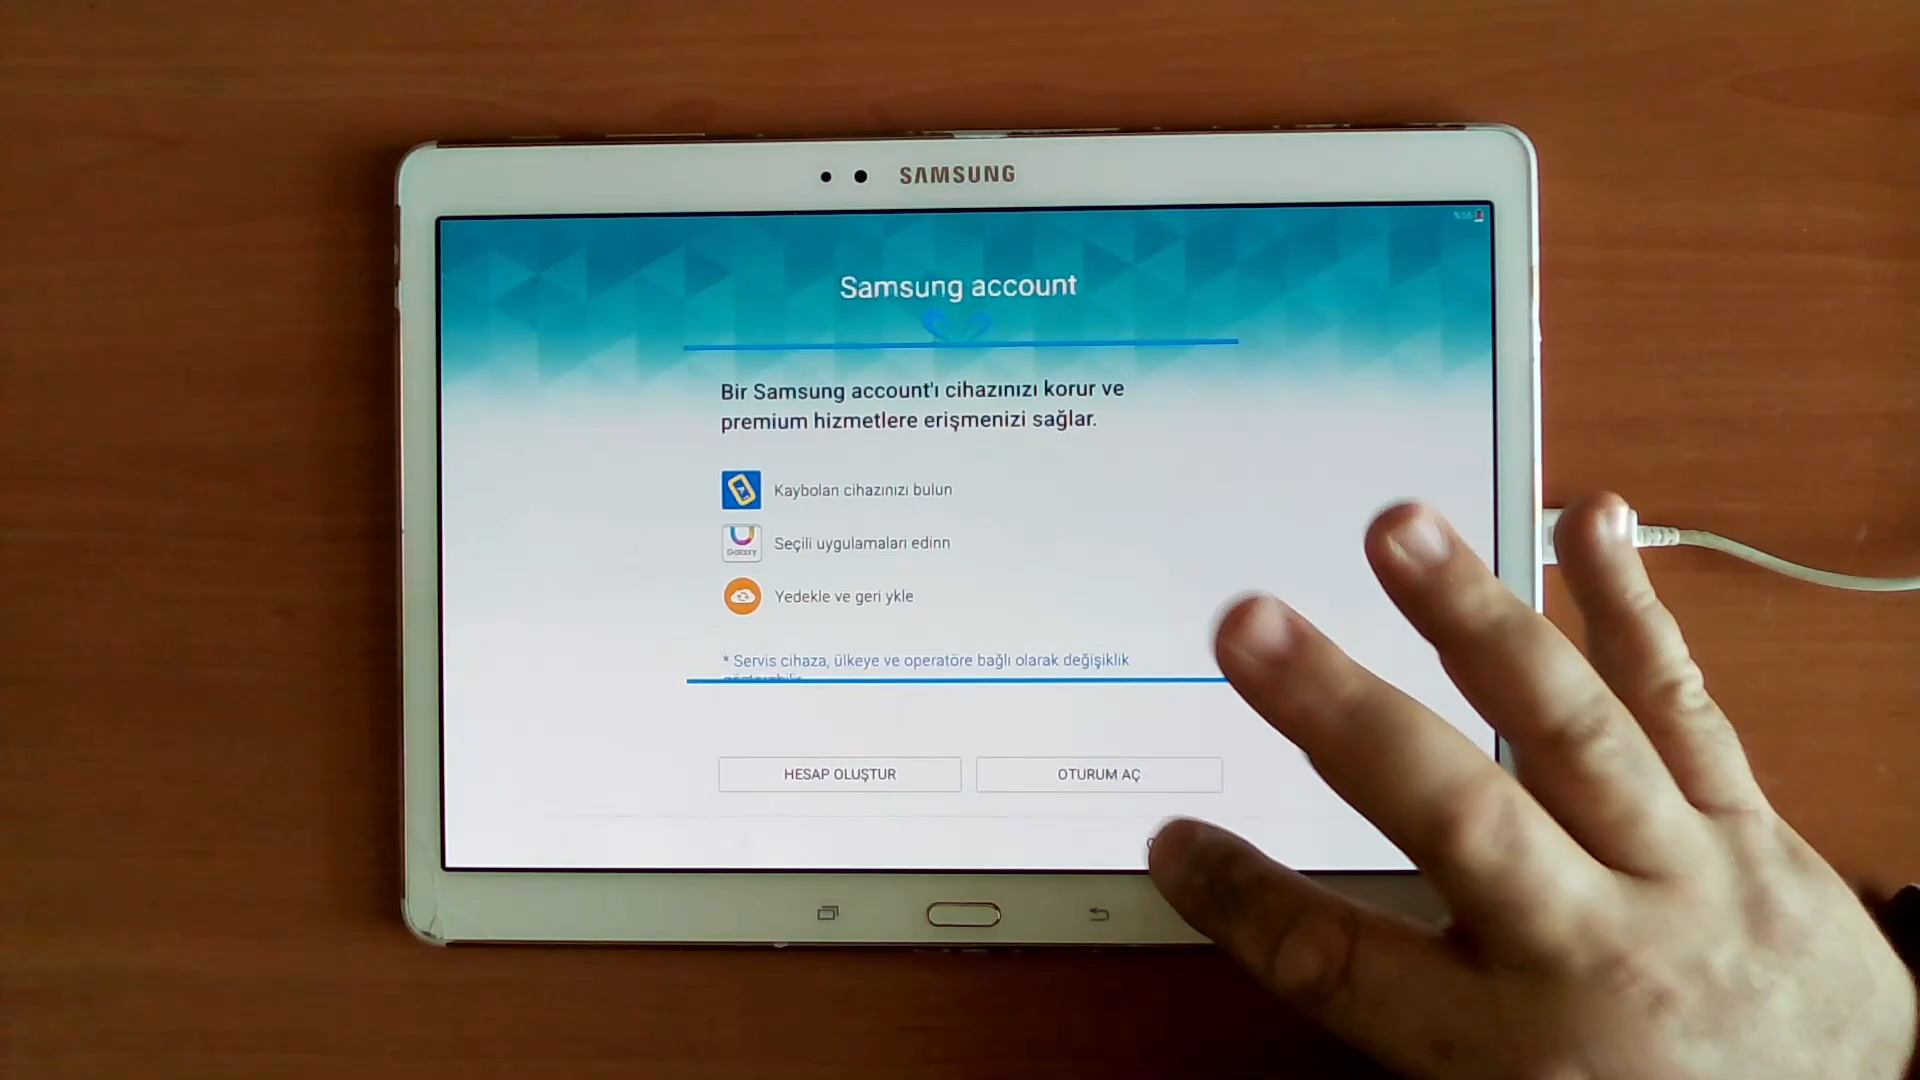 SAMSUNG
Samsung account
Bir Samsung account'ı cihazınızı korur ve
premium hizmetlere erişmenizi sağlar.
Kaybolan cihazınızı bulun
Galaxy
Seçili uygulamaları edinn
Yedekle ve geri ykle
* Servis cihaza, ülkeye ve operatöre bağlı olarak değişiklik
HESAP OLUŞTUR
OTURUM AÇ